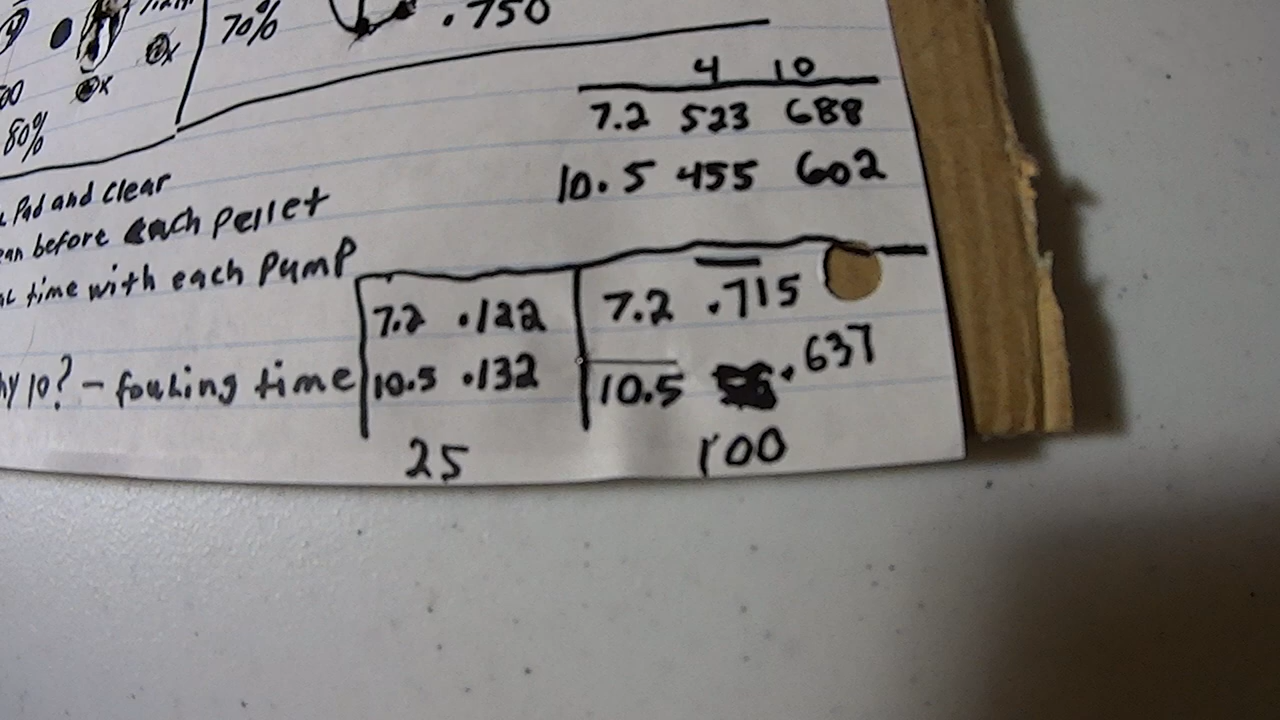 70% .750
80%
4 10
7.2 523 688
10.5 455 602
Pad and clear
before each pellet
time with each pump
7.2 .122
7.2 .715
10? - fouling time
10.5 .132
10.5 .637
25
100